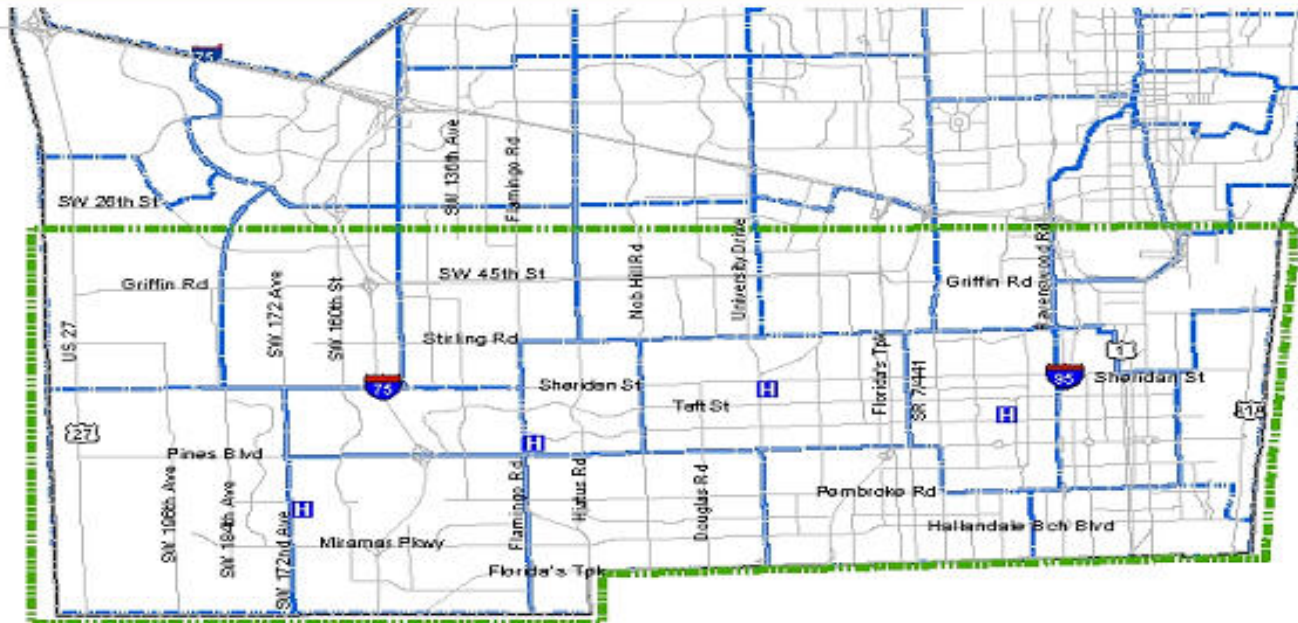 75
SW 136th Ave
Flamingo Rd
SW 26th St
Griffin Rd
SW 172 Ave
SW 160th St
SW 45th St
Nob Hill Rd
University Drive
Griffin Rd
Ravenswood Rd
US 27
Stirling Rd
Florida's Tpk
SR 7/441
1
75
Sheridan St
95
Sheridan St
H
Taft St
H
27
H
Pines Blvd
SW 196th Ave
SW 184th Ave
SW 172nd Ave
H
Flamingo Rd
Hiatus Rd
Douglas Rd
Pembroke Rd
Hallandale Bch Blvd
Miramar Pkwy
Florida's Tpk